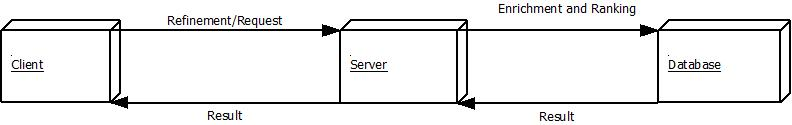 Refinement/Request
Enrichment and Ranking
Client
Server
Database
Result
Result